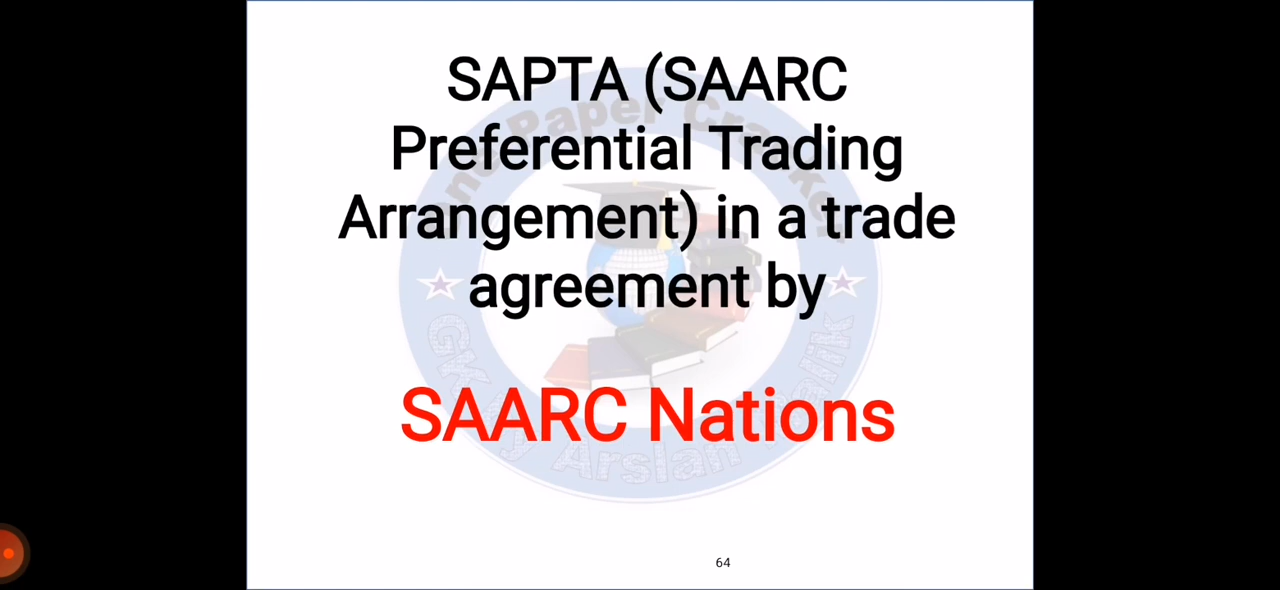 SAPTA (SAARC
Preferential Trading
Arrangement) in a trade
agreement by
SAARC Nations
64